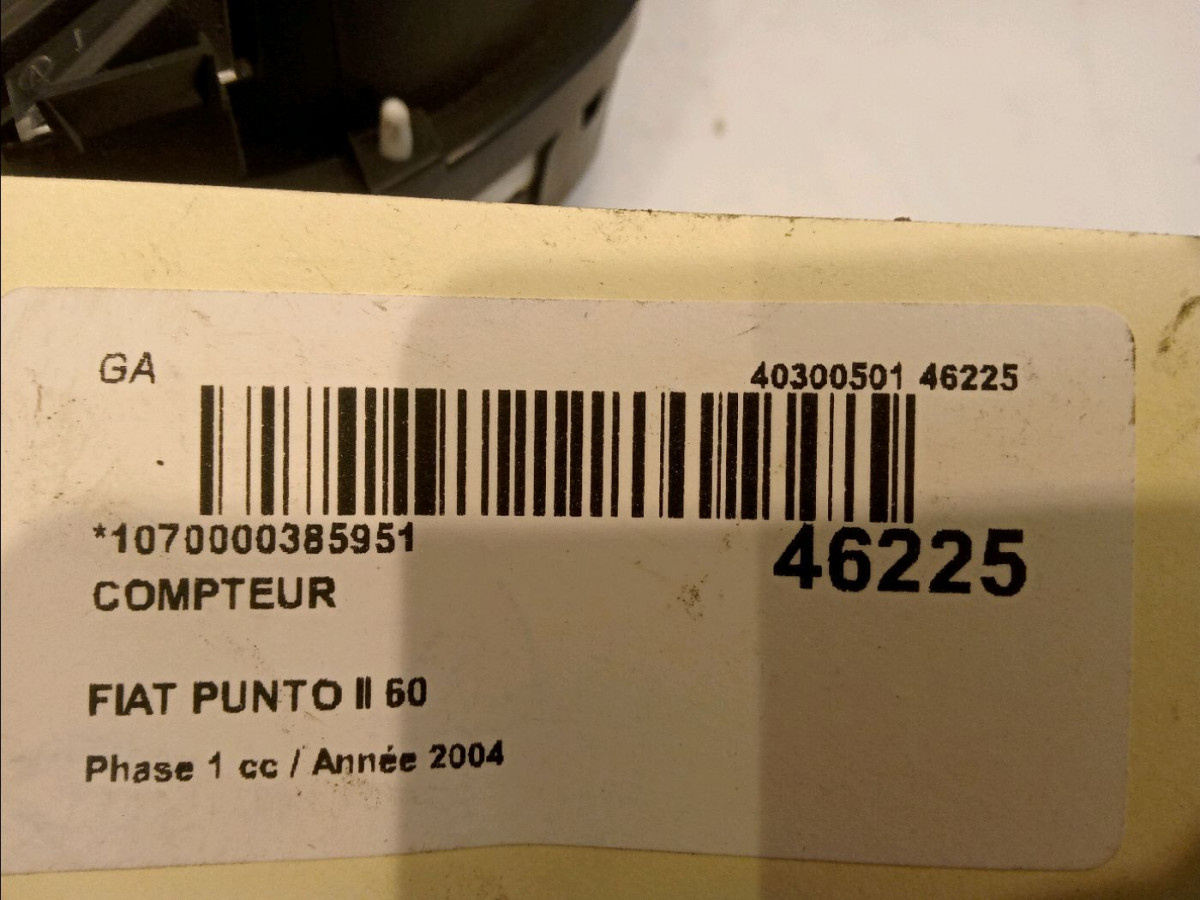 GA
40300501 46225
*1070000385951
46225
COMPTEUR
FIAT PUNTO II 60
Phase 1 cc / Année 2004